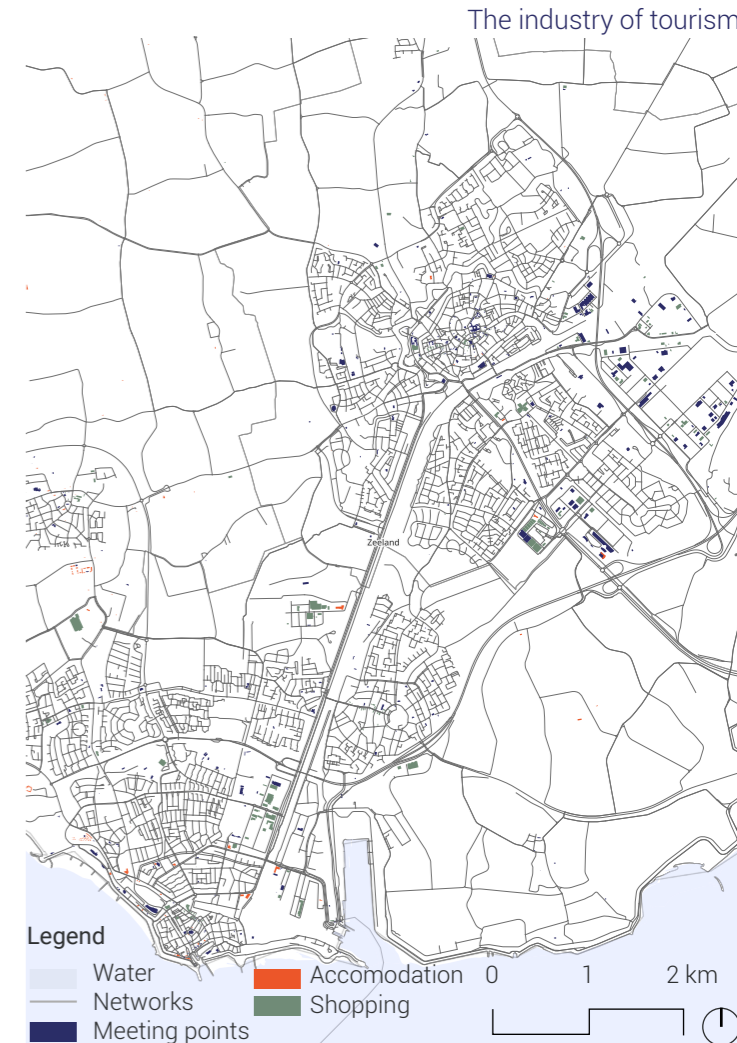 The industry of tourism
Zeeland
Legend
Water
Networks
Meeting points
Accomodation
Shopping
0 1 2 km